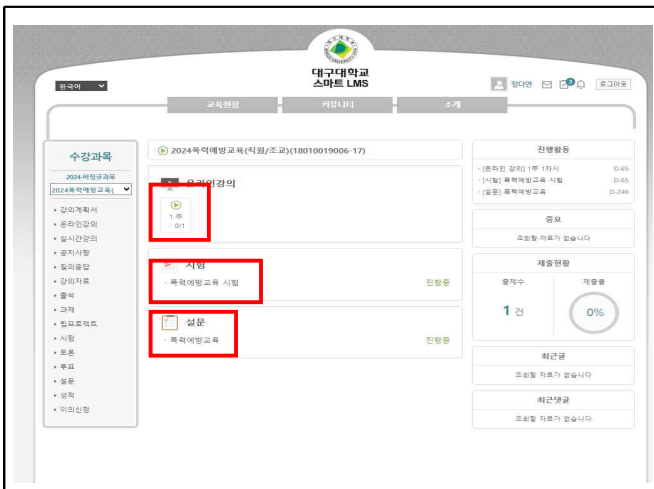 대구대학교
스마트 LMS
한국어
정다연
3
로그아웃
교육현황
커뮤니티
소개
수강과목
2024-비정규과목
2024폭력예방교육(
강의계획서
온라인강의
실시간강의
공지사항
질의응답
강의자료
출석
과제
팀프로젝트
시험
토론
투표
설문
성적
이의신청
2024폭력예방교육(직원/조교)(18010019006-17)
온라인강의
1 주
0/1
시험
· 폭력예방교육 시험
진행중
설문
· 폭력예방교육
진행중
진행활동
· [온라인 강의] 1주 1차시 D-65
· [시험] 폭력예방교육 시험 D-65
· [설문] 폭력예방교육 D-249
중요
조회할 자료가 없습니다
제출현황
출제수
제출률
1 건
0%
최근글
조회할 자료가 없습니다
최근댓글
조회할 자료가 없습니다